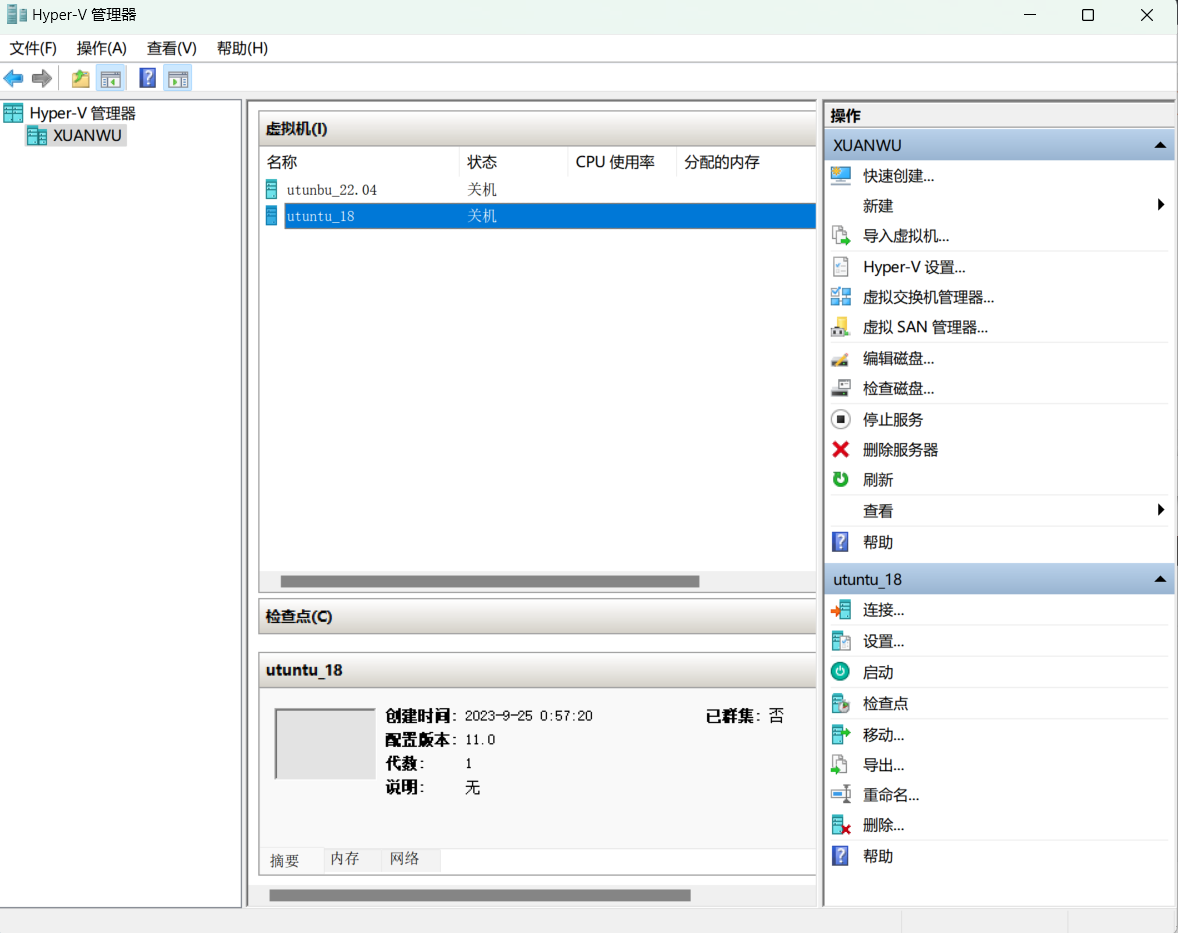 Hyper-V 管理器
文件(F) 操作(A) 查看(V) 帮助(H)
Hyper-V 管理器
XUANWU
虚拟机(I)
名称 状态 CPU 使用率 分配的内存
utunbu_22.04 关机
utuntu_18 关机
检查点(C)
utuntu_18
创建时间: 2023-9-25 0:57:20 已群集: 否
配置版本: 11.0
代数: 1
说明: 无
摘要 内存 网络
操作
XUANWU
快速创建...
新建
导入虚拟机...
Hyper-V 设置...
虚拟交换机管理器...
虚拟 SAN 管理器...
编辑磁盘...
检查磁盘...
停止服务
删除服务器
刷新
查看
帮助
utuntu_18
连接...
设置...
启动
检查点
移动...
导出...
重命名...
删除...
帮助